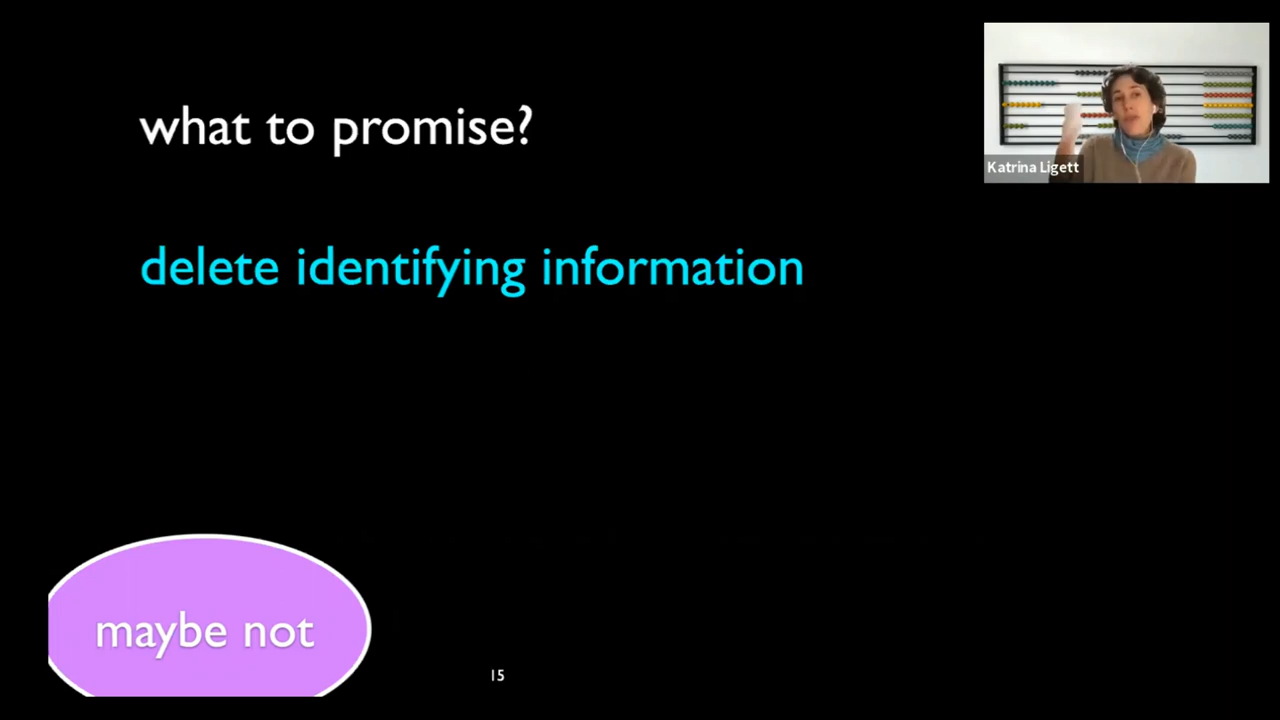 what to promise?
Katrina Ligett
delete identifying information
maybe not
15